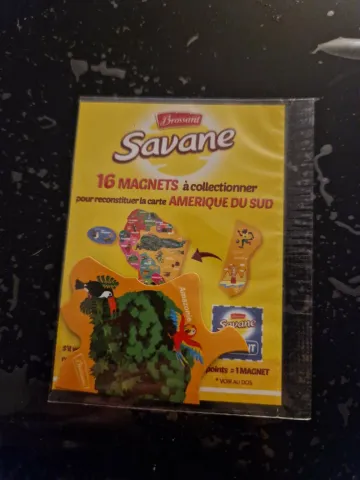 Brossard
Savane
16 MAGNETS à collectionner
pour reconstituer la carte AMERIQUE DU SUD
Amazonie
Savane
points = 1 MAGNET
* VOIR AU DOS